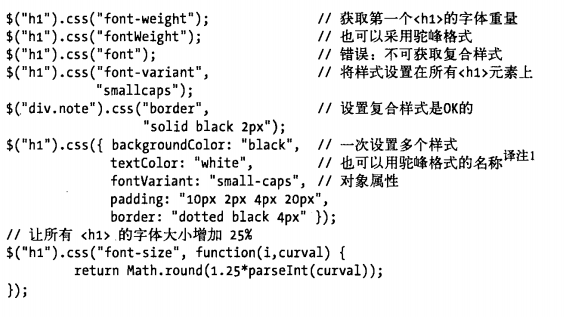 $("h1").css("font-weight");              // 获取第一个<h1>的字体重量
$("h1").css("fontWeight");               // 也可以采用驼峰格式
$("h1").css("font");                     // 错误：不可获取复合样式
$("h1").css("font-variant",              // 将样式设置在所有<h1>元素上
            "smallcaps");
$("div.note").css("border",              // 设置复合样式是OK的
                  "solid black 2px");
$("h1").css({ backgroundColor: "black",  // 一次设置多个样式
              textColor: "white",        // 也可以用驼峰格式的名称译注1
              fontVariant: "small-caps", // 对象属性
              padding: "10px 2px 4px 20px",
              border: "dotted black 4px" });
// 让所有 <h1> 的字体大小增加 25%
$("h1").css("font-size", function(i,curval) {
         return Math.round(1.25*parseInt(curval));
});